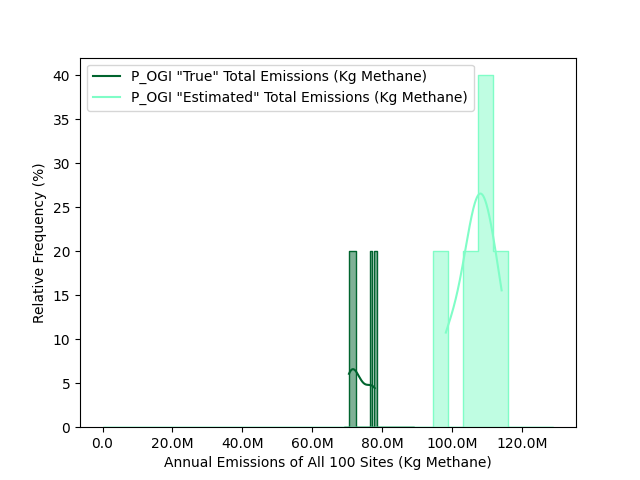 P_OGI "True" Total Emissions (Kg Methane)
P_OGI "Estimated" Total Emissions (Kg Methane)
Relative Frequency (%)
40
35
30
25
20
15
10
5
0
0.0 20.0M 40.0M 60.0M 80.0M 100.0M 120.0M
Annual Emissions of All 100 Sites (Kg Methane)